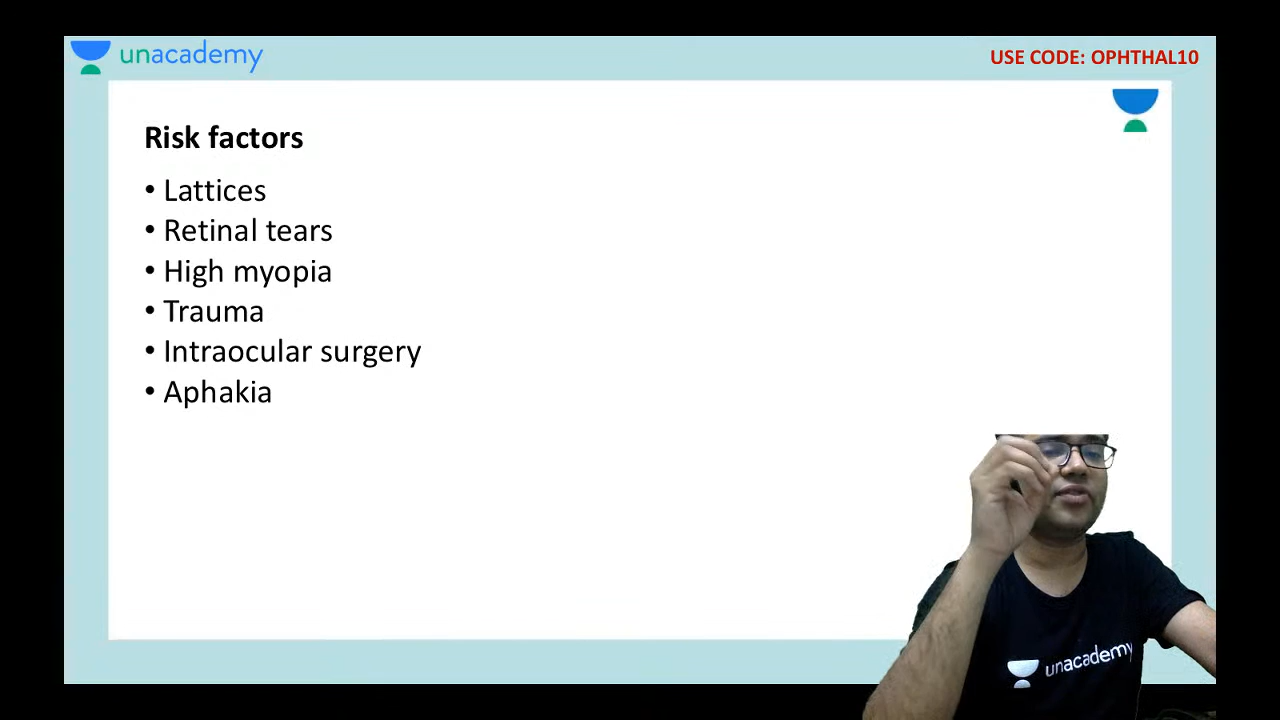 unacademy
USE CODE: OPHTHAL10
Risk factors
• Lattices
• Retinal tears
• High myopia
• Trauma
• Intraocular surgery
• Aphakia
unacademy